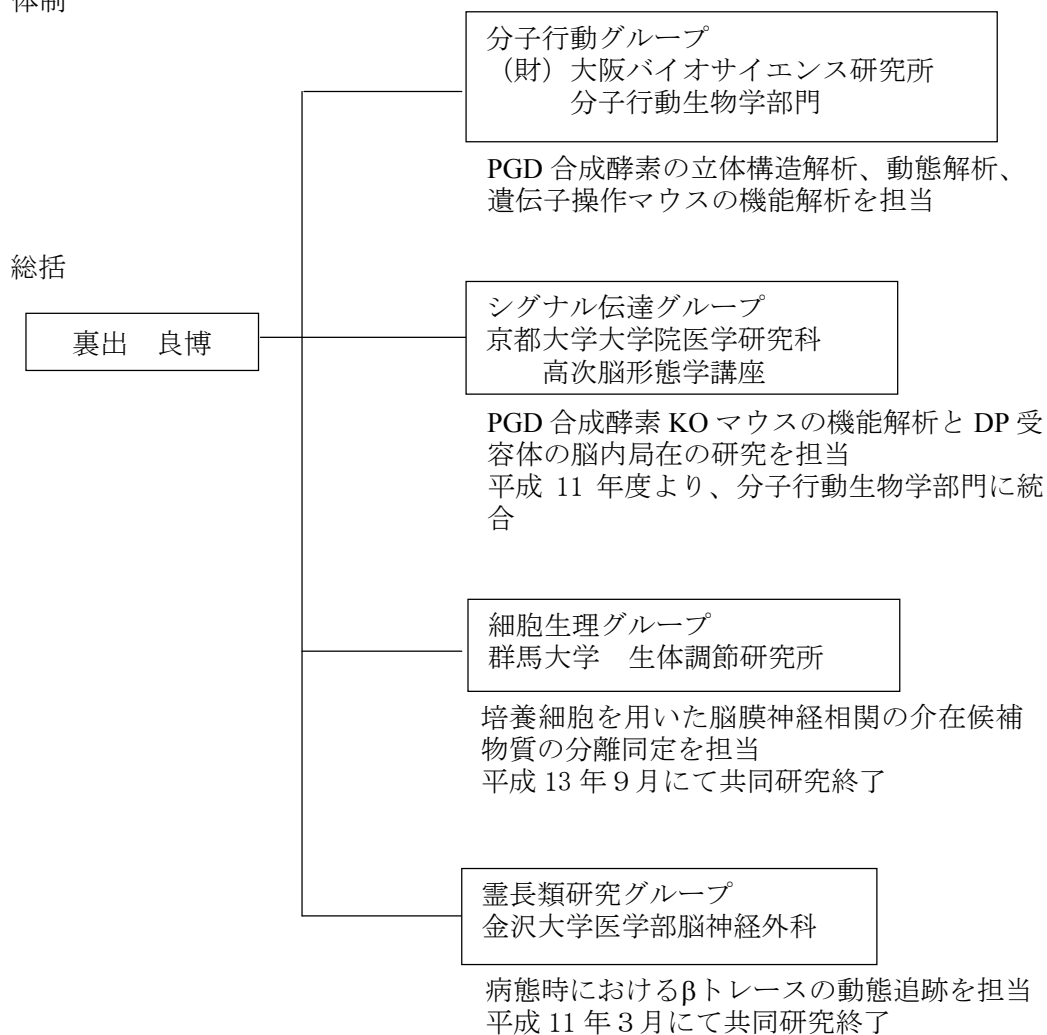 体制
分子行動グループ
（財）大阪バイオサイエンス研究所
分子行動生物学部門
PGD 合成酵素の立体構造解析、動態解析、
遺伝子操作マウスの機能解析を担当
総括
裏出　良博
シグナル伝達グループ
京都大学大学院医学研究科
高次脳形態学講座
PGD 合成酵素 KO マウスの機能解析と DP 受
容体の脳内局在の研究を担当
平成 11 年度より、分子行動生物学部門に統
合
細胞生理グループ
群馬大学　生体調節研究所
培養細胞を用いた脳膜神経相関の介在候補
物質の分離同定を担当
平成 13 年９月にて共同研究終了
霊長類研究グループ
金沢大学医学部脳神経外科
病態時におけるβトレースの動態追跡を担当
平成 11 年３月にて共同研究終了